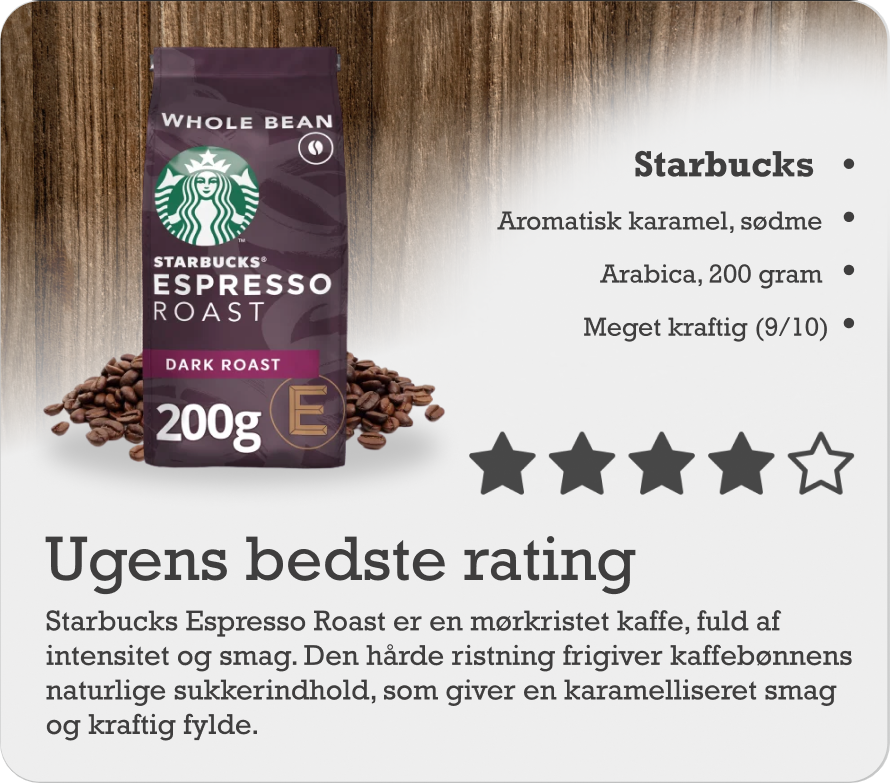 WHOLE BEAN
™
STARBUCKS®
ESPRESSO
ROAST
DARK ROAST
200g
E
Starbucks •
Aromatisk karamel, sødme •
Arabica, 200 gram •
Meget kraftig (9/10) •
Ugens bedste rating
Starbucks Espresso Roast er en mørkristet kaffe, fuld af
intensitet og smag. Den hårde ristning frigiver kaffebønnens
naturlige sukkerindhold, som giver en karamelliseret smag
og kraftig fylde.